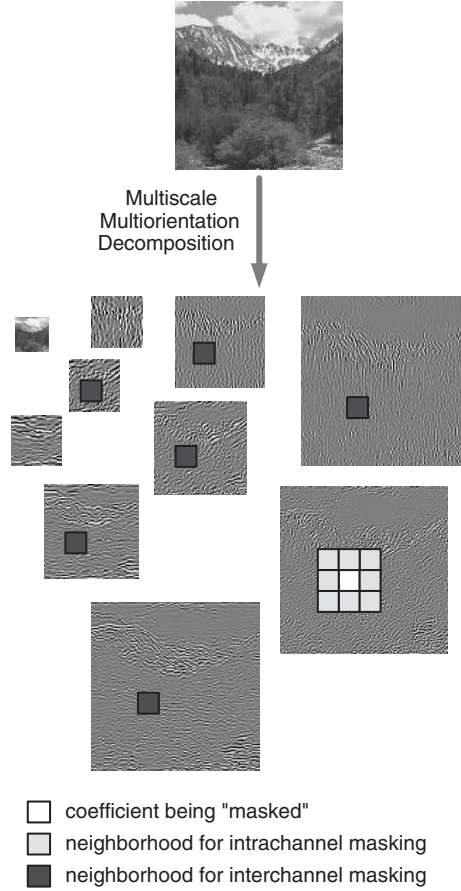 Multiscale
Multiorientation
Decomposition
coefficient being "masked"
neighborhood for intrachannel masking
neighborhood for interchannel masking